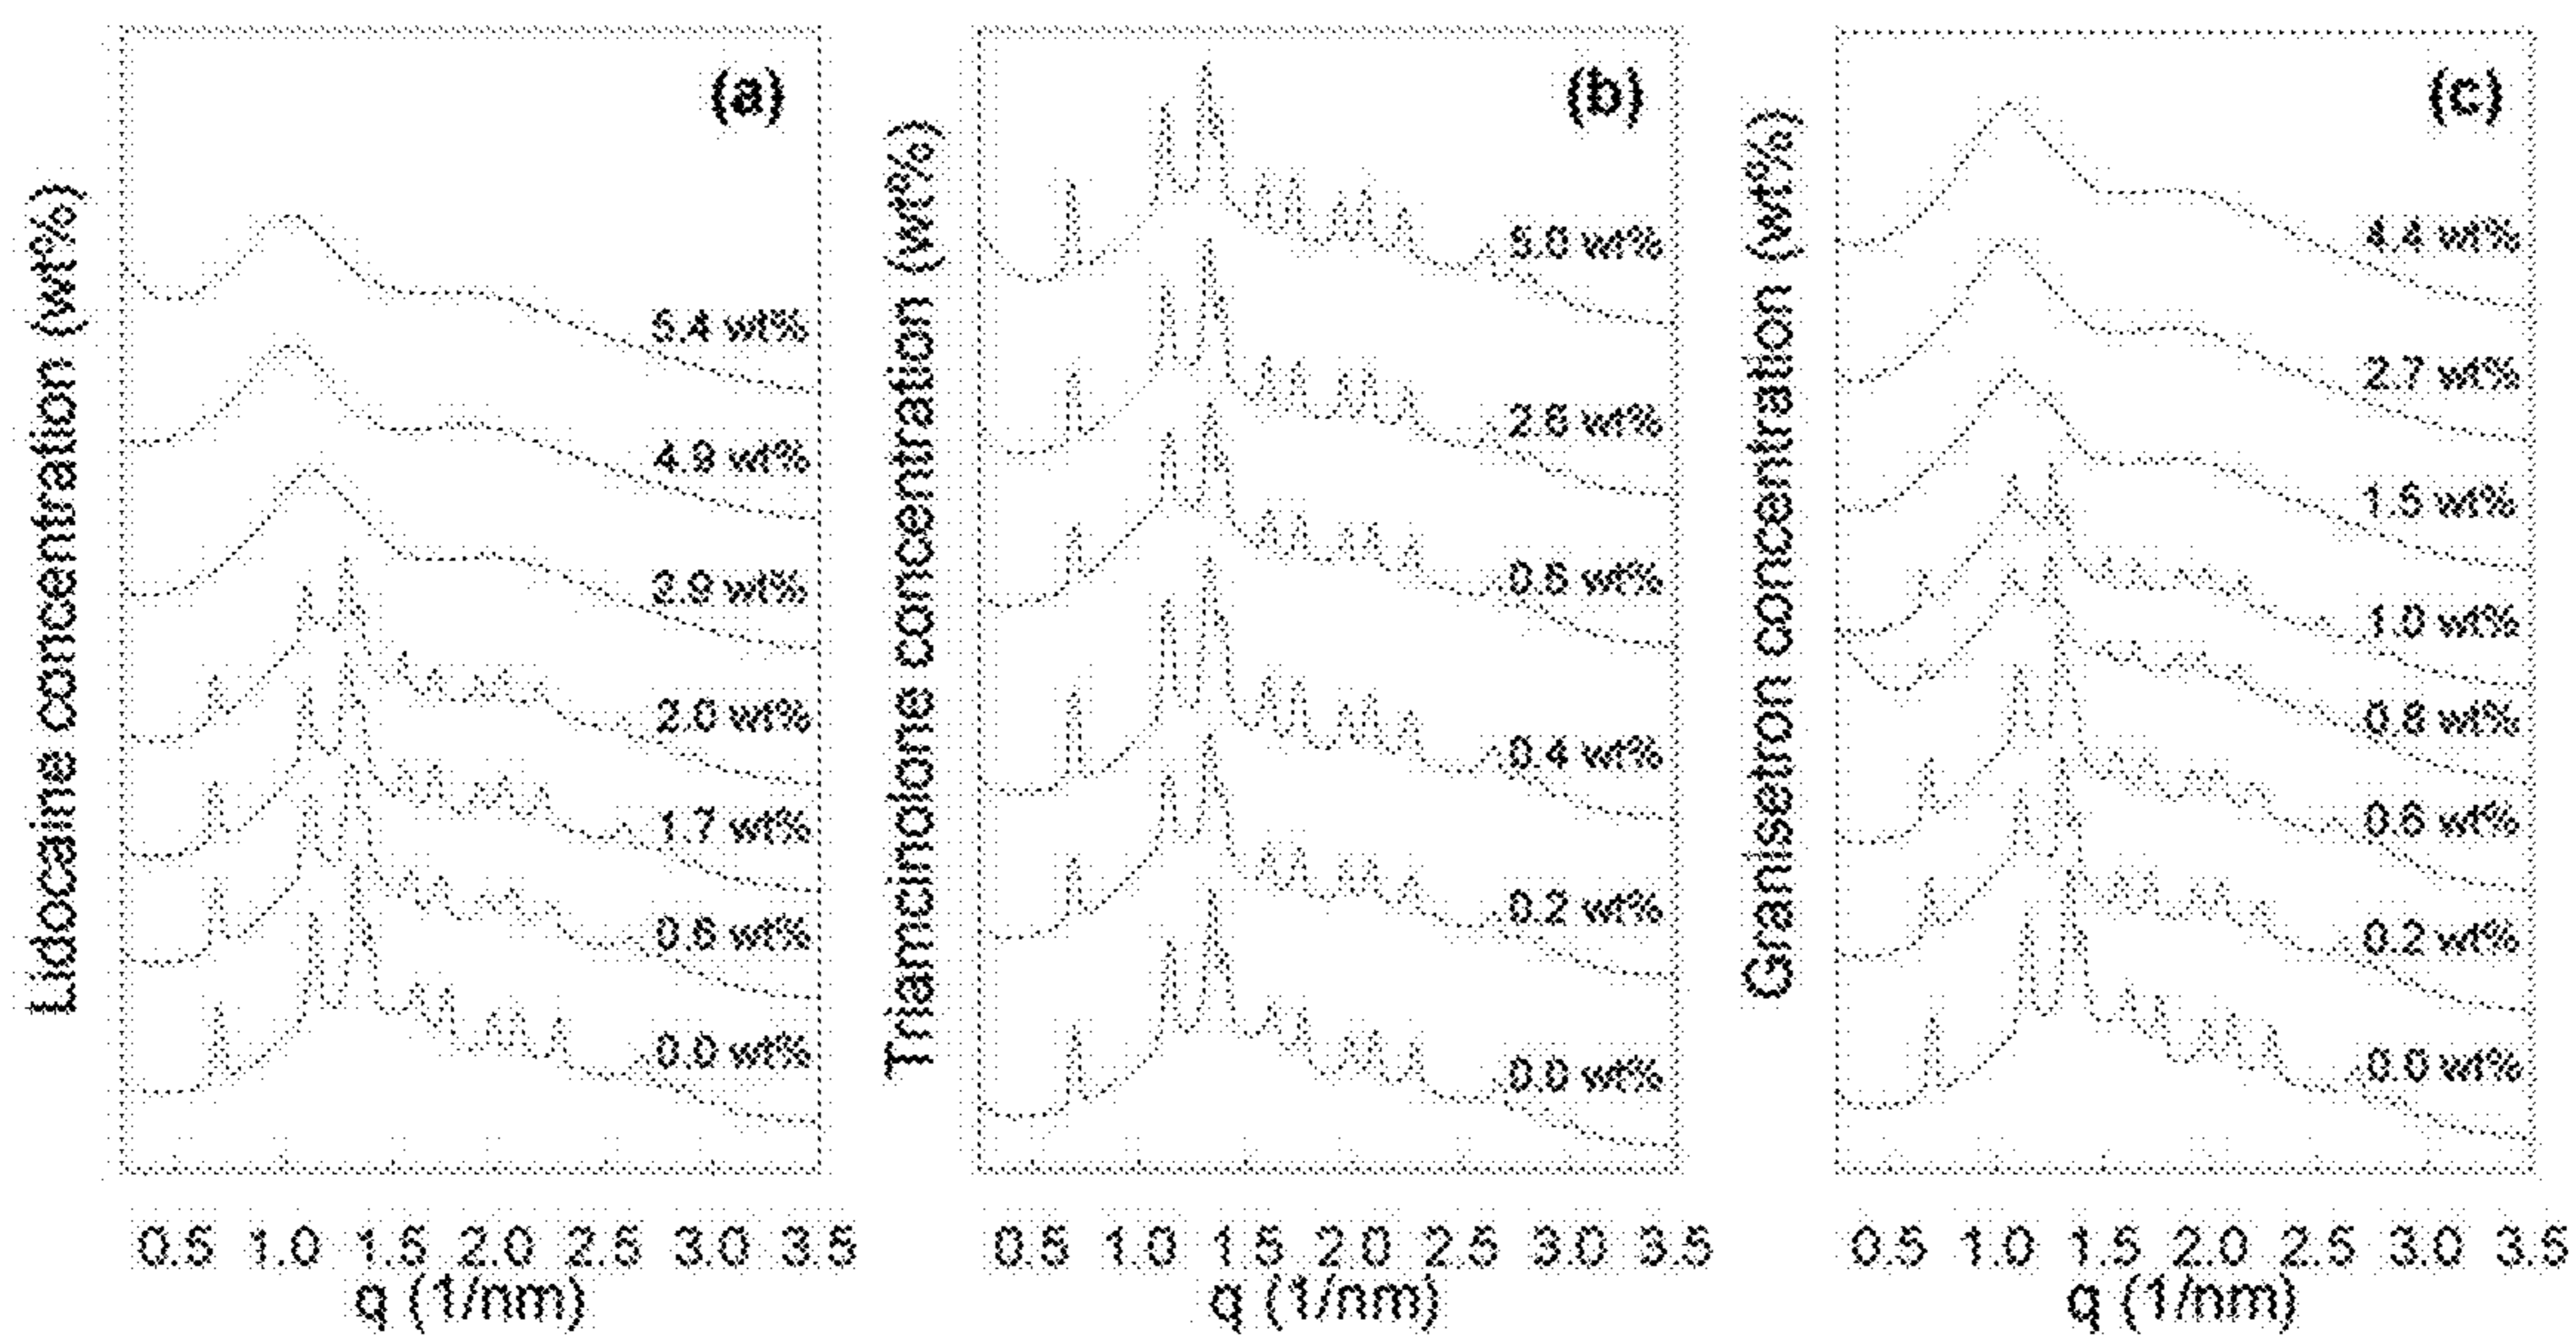 (a)
Lidocaine concentration (wt%)
5.4 wt%
4.9 wt%
2.9 wt%
2.0 wt%
1.7 wt%
0.6 wt%
0.0 wt%
0.5 1.0 1.5 2.0 2.5 3.0 3.5
q (1/nm)
(b)
Triamcinolone concentration (wt%)
5.0 wt%
2.6 wt%
0.6 wt%
0.4 wt%
0.2 wt%
0.0 wt%
0.5 1.0 1.5 2.0 2.5 3.0 3.5
q (1/nm)
(c)
Granisetron concentration (wt%)
4.4 wt%
2.7 wt%
1.5 wt%
1.0 wt%
0.8 wt%
0.6 wt%
0.2 wt%
0.0 wt%
0.5 1.0 1.5 2.0 2.5 3.0 3.5
q (1/nm)